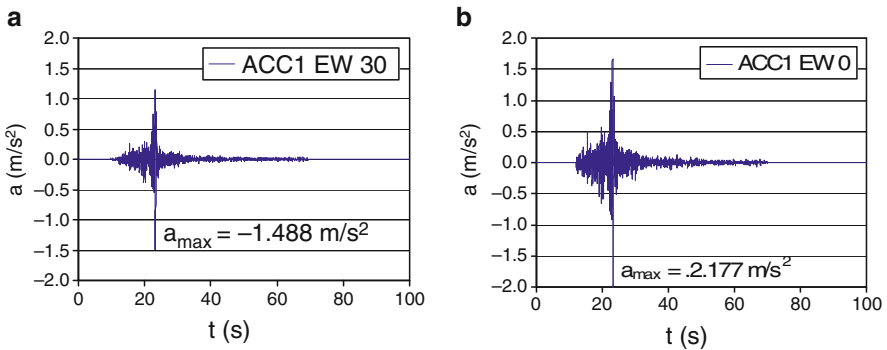 a
2.0
1.5
1.0
0.5
0.0
–0.5
–1.0
–1.5
–2.0
a (m/s²)
ACC1 EW 30
aₘₐₓ = –1.488 m/s²
0 20 40 60 80 100
t (s)
b
2.0
1.5
1.0
0.5
0.0
–0.5
–1.0
–1.5
–2.0
a (m/s²)
ACC1 EW 0
aₘₐₓ = .2.177 m/s²
0 20 40 60 80 100
t (s)